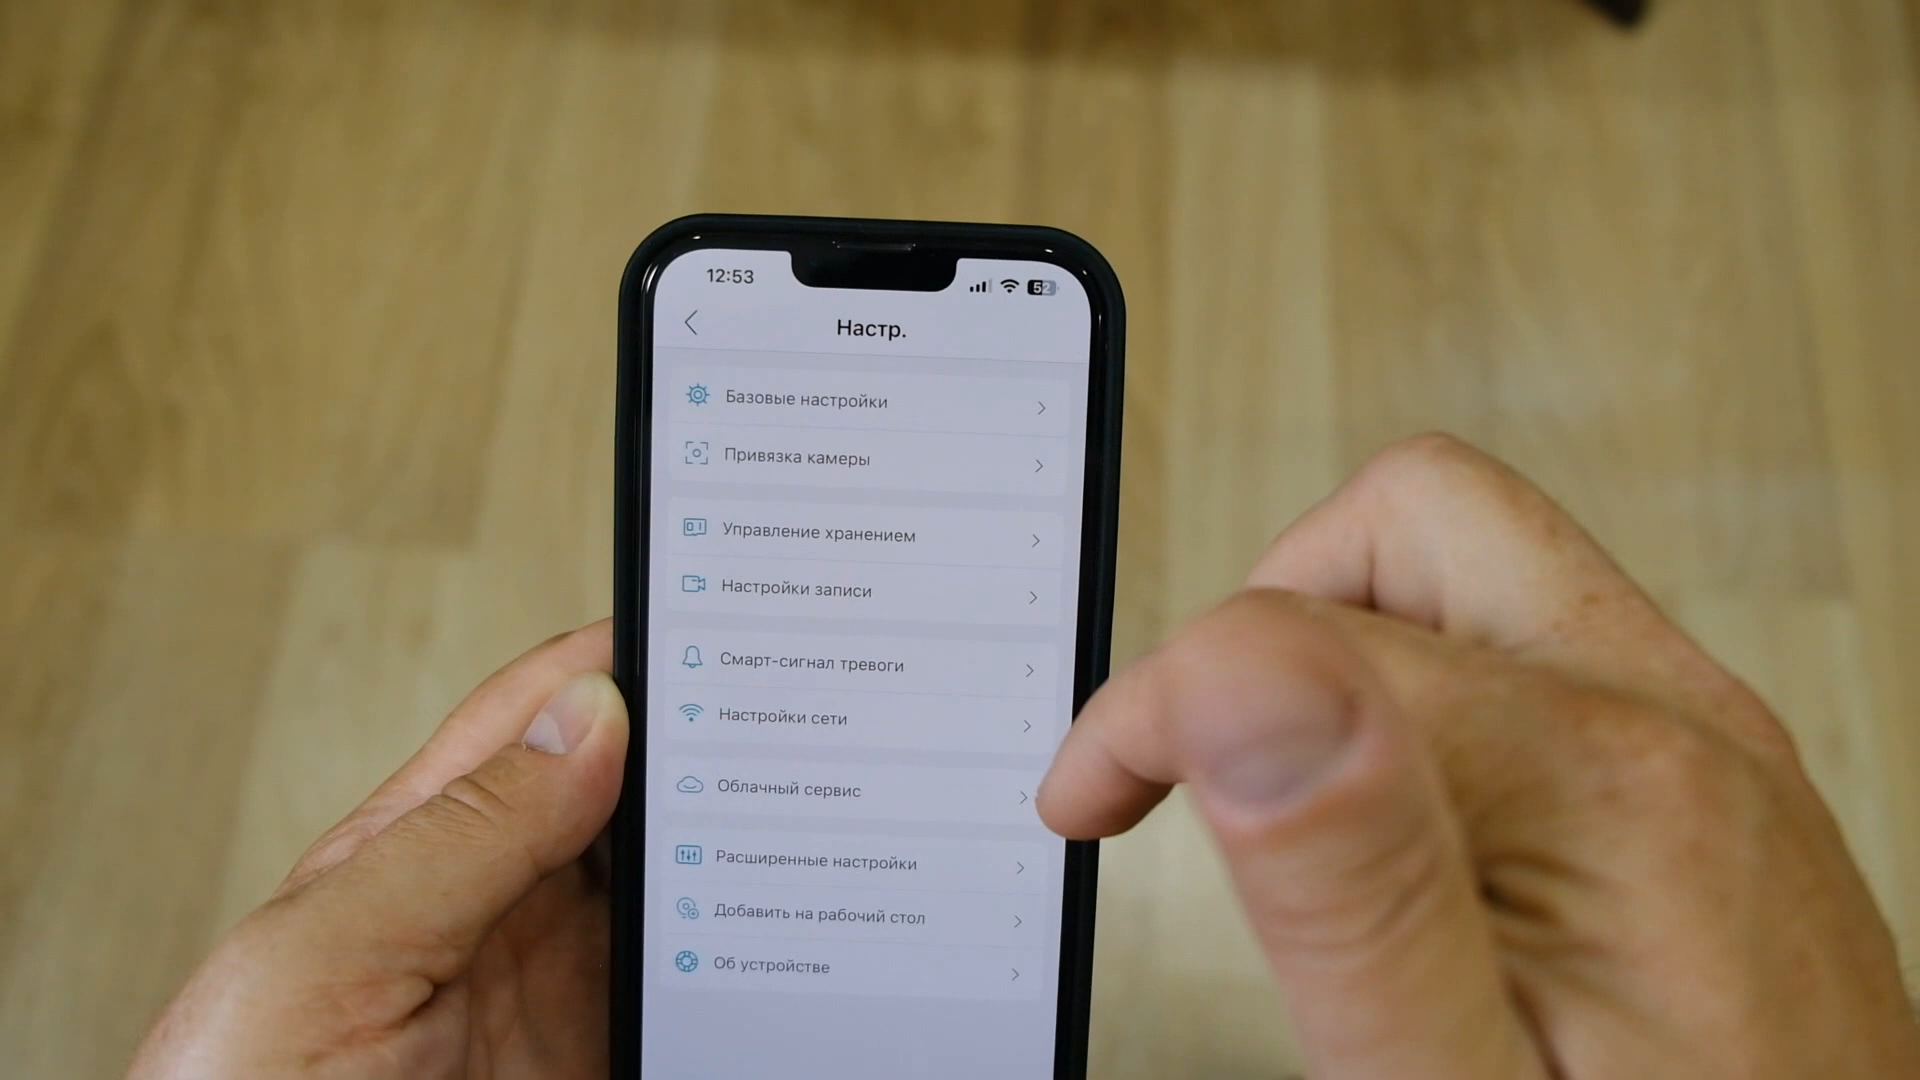 12:53
52
Настр.
Базовые настройки
Привязка камеры
Управление хранением
Настройки записи
Смарт-сигнал тревоги
Настройки сети
Облачный сервис
Расширенные настройки
Добавить на рабочий стол
Об устройстве